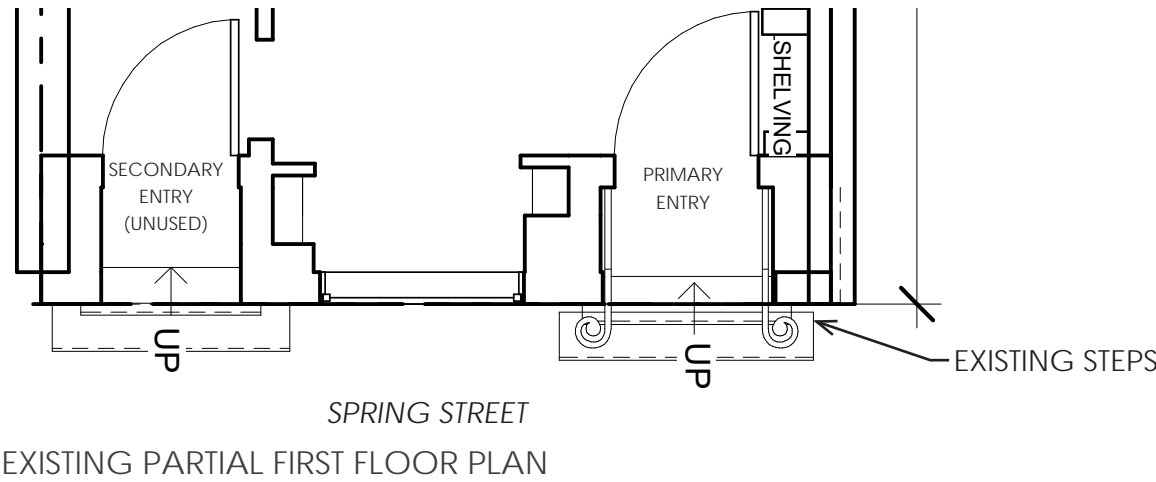 SHELVING
SECONDARY
ENTRY
(UNUSED)
PRIMARY
ENTRY
UP
UP
EXISTING STEPS
SPRING STREET
EXISTING PARTIAL FIRST FLOOR PLAN